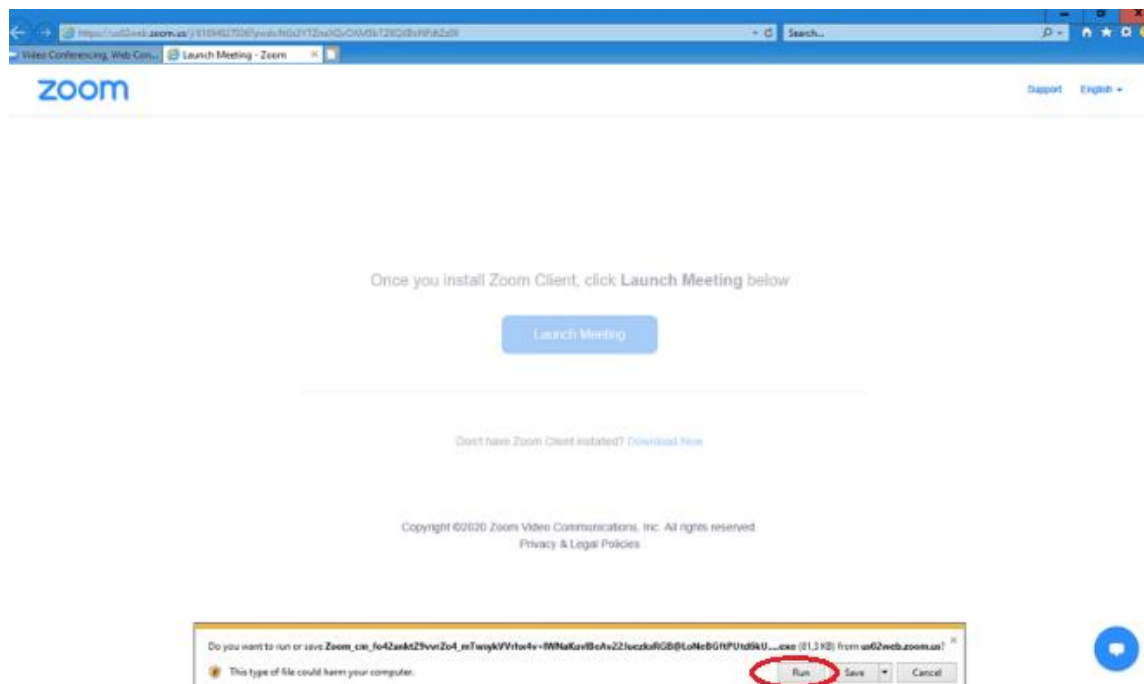 Search...
Video Conferencing, Web Con...
Launch Meeting - Zoom
zoom
Support English
Once you install Zoom Client, click Launch Meeting below
Launch Meeting
Don't have Zoom Client installed? Download Now
Copyright ©2020 Zoom Video Communications, Inc. All rights reserved.
Privacy & Legal Policies
Do you want to run or save (81,3 KB) from us02web.zoom.us?
This type of file could harm your computer.
Run Save Cancel